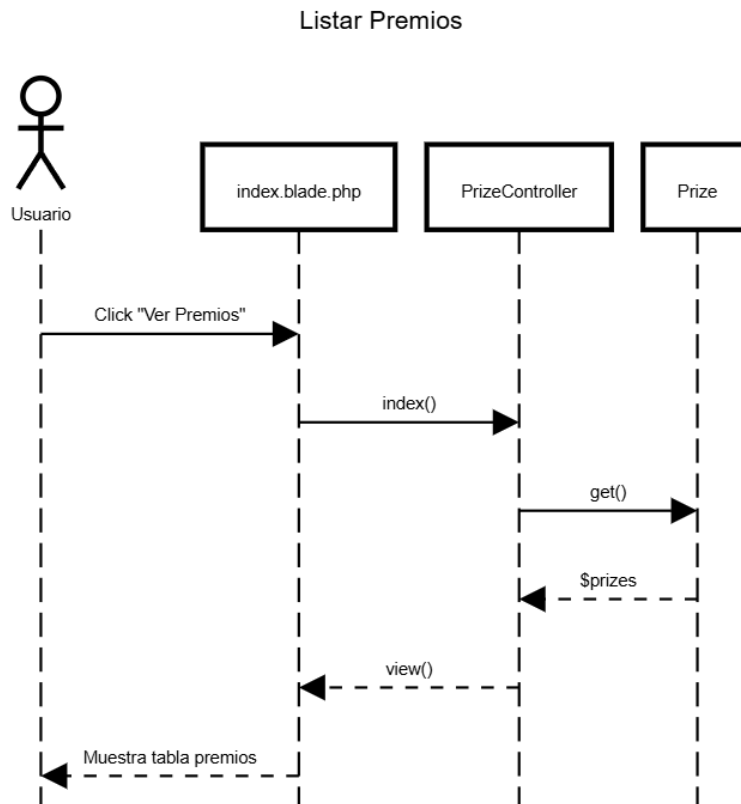 Listar Premios
Usuario
index.blade.php
PrizeController
Prize
Click "Ver Premios"
index()
get()
$prizes
view()
Muestra tabla premios